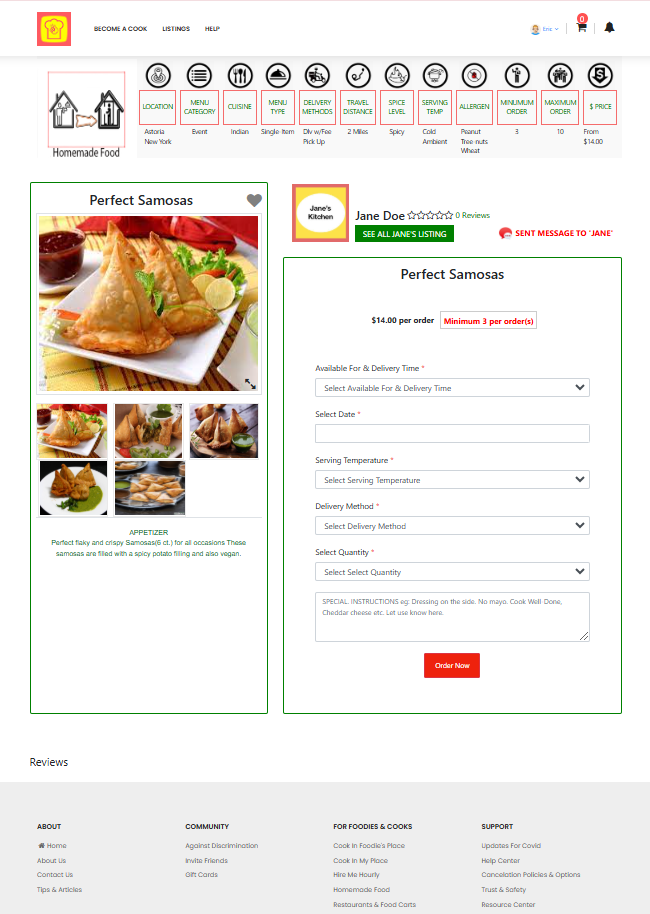 BECOME A COOK LISTINGS HELP Eric 0
LOCATION MENU CATEGORY CUISINE MENU TYPE DELIVERY METHODS TRAVEL DISTANCE SPICE LEVEL SERVING TEMP ALLERGEN MINUMUM ORDER MAXIMUM ORDER $ PRICE
Astoria New York Event Indian Single Item Dlv w/Fee Pick Up 2 Miles Spicy Cold Ambient Peanut Tree-nuts Wheat 3 10 From $14.00
Homemade Food
Perfect Samosas
APPETIZER
Perfect flaky and crispy Samosas(6 ct.) for all occasions These
samosas are filled with a spicy potato filling and also vegan.
Jane's
Kitchen
Jane Doe 0 Reviews
SEE ALL JANE'S LISTING
SENT MESSAGE TO 'JANE'
Perfect Samosas
$14.00 per order Minimum 3 per order(s)
Available For & Delivery Time *
Select Available For & Delivery Time
Select Date *
Serving Temperature *
Select Serving Temperature
Delivery Method *
Select Delivery Method
Select Quantity *
Select Select Quantity
SPECIAL. INSTRUCTIONS eg: Dressing on the side. No mayo. Cook Well-Done,
Cheddar cheese etc. Let use know here.
Order Now
Reviews
ABOUT
Home
About Us
Contact Us
Tips & Articles
COMMUNITY
Against Discrimination
Invite Friends
Gift Cards
FOR FOODIES & COOKS
Cook In Foodie's Place
Cook In My Place
Hire Me Hourly
Homemade Food
Restaurants & Food Carts
SUPPORT
Updates For Covid
Help Center
Cancelation Policies & Options
Trust & Safety
Resource Center